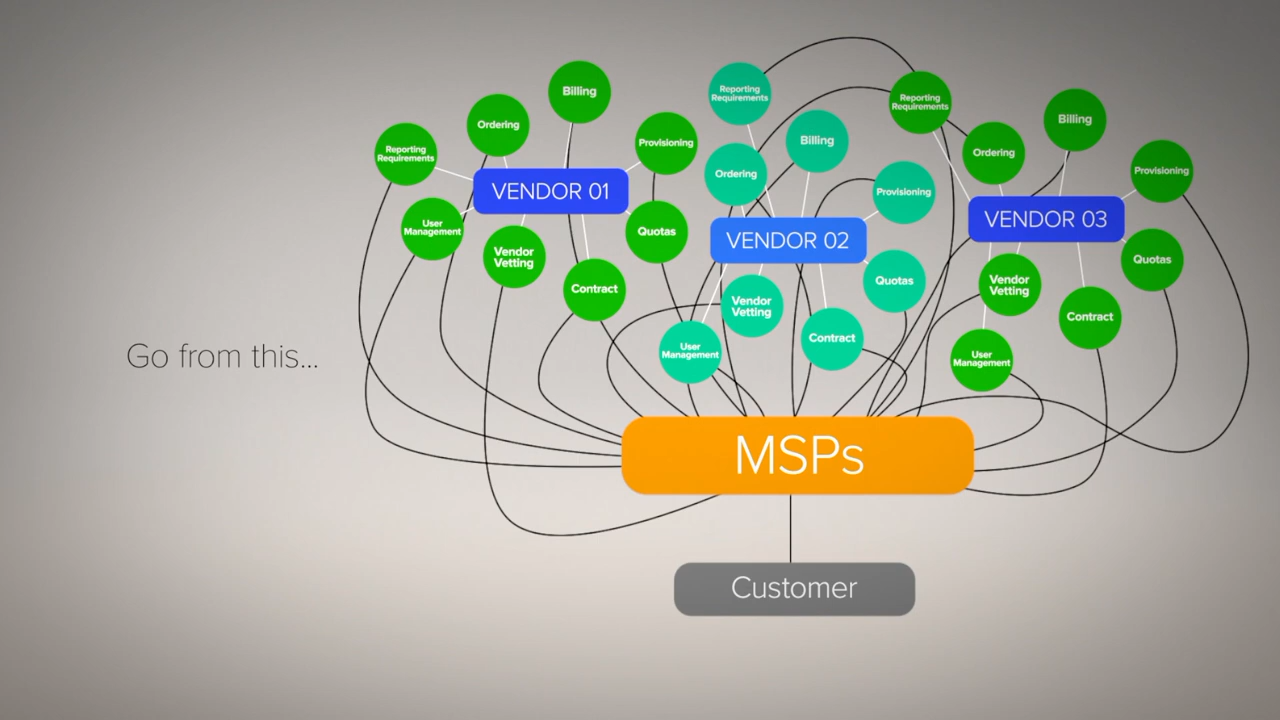 Go from this...
Reporting
Requirements
Ordering
Billing
Provisioning
User
Management
Vendor
Vetting
Contract
Quotas
VENDOR 01
Reporting
Requirements
Ordering
Billing
Provisioning
Quotas
Vendor
Vetting
User
Management
Contract
VENDOR 02
Reporting
Requirements
Ordering
Billing
Provisioning
Quotas
Vendor
Vetting
User
Management
Contract
VENDOR 03
MSPs
Customer